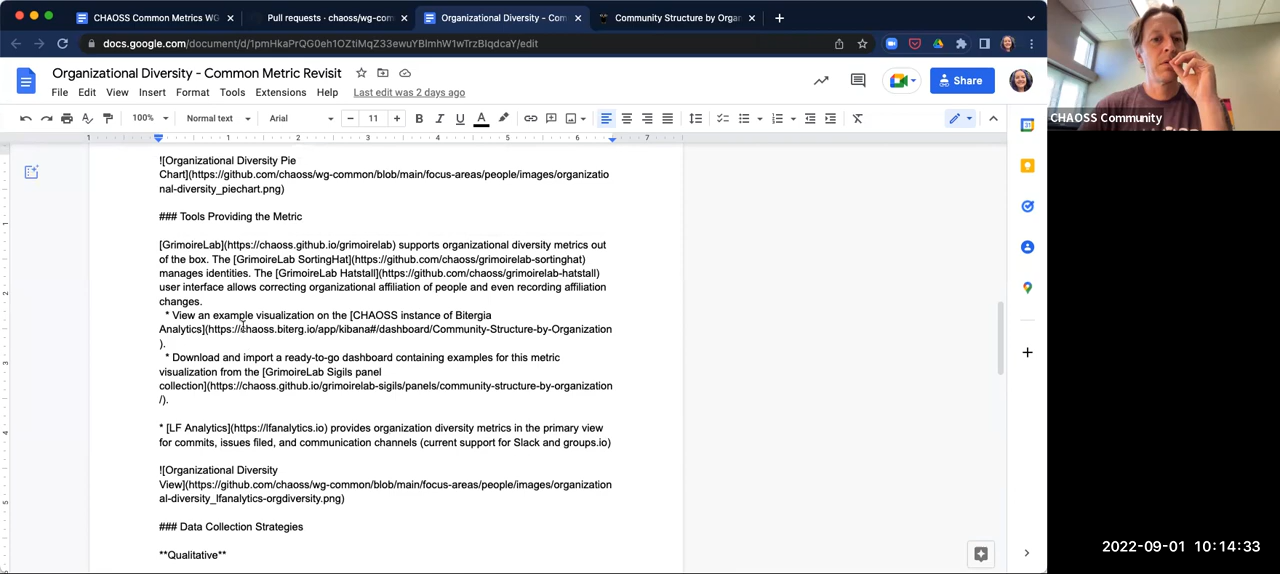 CHAOSS Common Metrics WG
Pull requests · chaoss/wg-com
Organizational Diversity - Com
Community Structure by Organ
docs.google.com/document/d/1pmHkaPrQG0eh1OZtiMqZ33ewuYBlmhW1wTrzBIqdcaY/edit
Organizational Diversity - Common Metric Revisit
File Edit View Insert Format Tools Extensions Help Last edit was 2 days ago
Share
100% Normal text Arial 11
CHAOSS Community
1 1 2 3 4 5 6 7
![Organizational Diversity Pie
Chart](https://github.com/chaoss/wg-common/blob/main/focus-areas/people/images/organizatio
nal-diversity_piechart.png)
### Tools Providing the Metric
[GrimoireLab](https://chaoss.github.io/grimoirelab) supports organizational diversity metrics out
of the box. The [GrimoireLab SortingHat](https://github.com/chaoss/grimoirelab-sortinghat)
manages identities. The [GrimoireLab Hatstall](https://github.com/chaoss/grimoirelab-hatstall)
user interface allows correcting organizational affiliation of people and even recording affiliation
changes.
* View an example visualization on the [CHAOSS instance of Bitergia
Analytics](https://chaoss.biterg.io/app/kibana#/dashboard/Community-Structure-by-Organization
).
* Download and import a ready-to-go dashboard containing examples for this metric
visualization from the [GrimoireLab Sigils panel
collection](https://chaoss.github.io/grimoirelab-sigils/panels/community-structure-by-organization
/).
* [LF Analytics](https://lfanalytics.io) provides organization diversity metrics in the primary view
for commits, issues filed, and communication channels (current support for Slack and groups.io)
![Organizational Diversity
View](https://github.com/chaoss/wg-common/blob/main/focus-areas/people/images/organization
al-diversity_lfanalytics-orgdiversity.png)
### Data Collection Strategies
**Qualitative**
2022-09-01 10:14:33